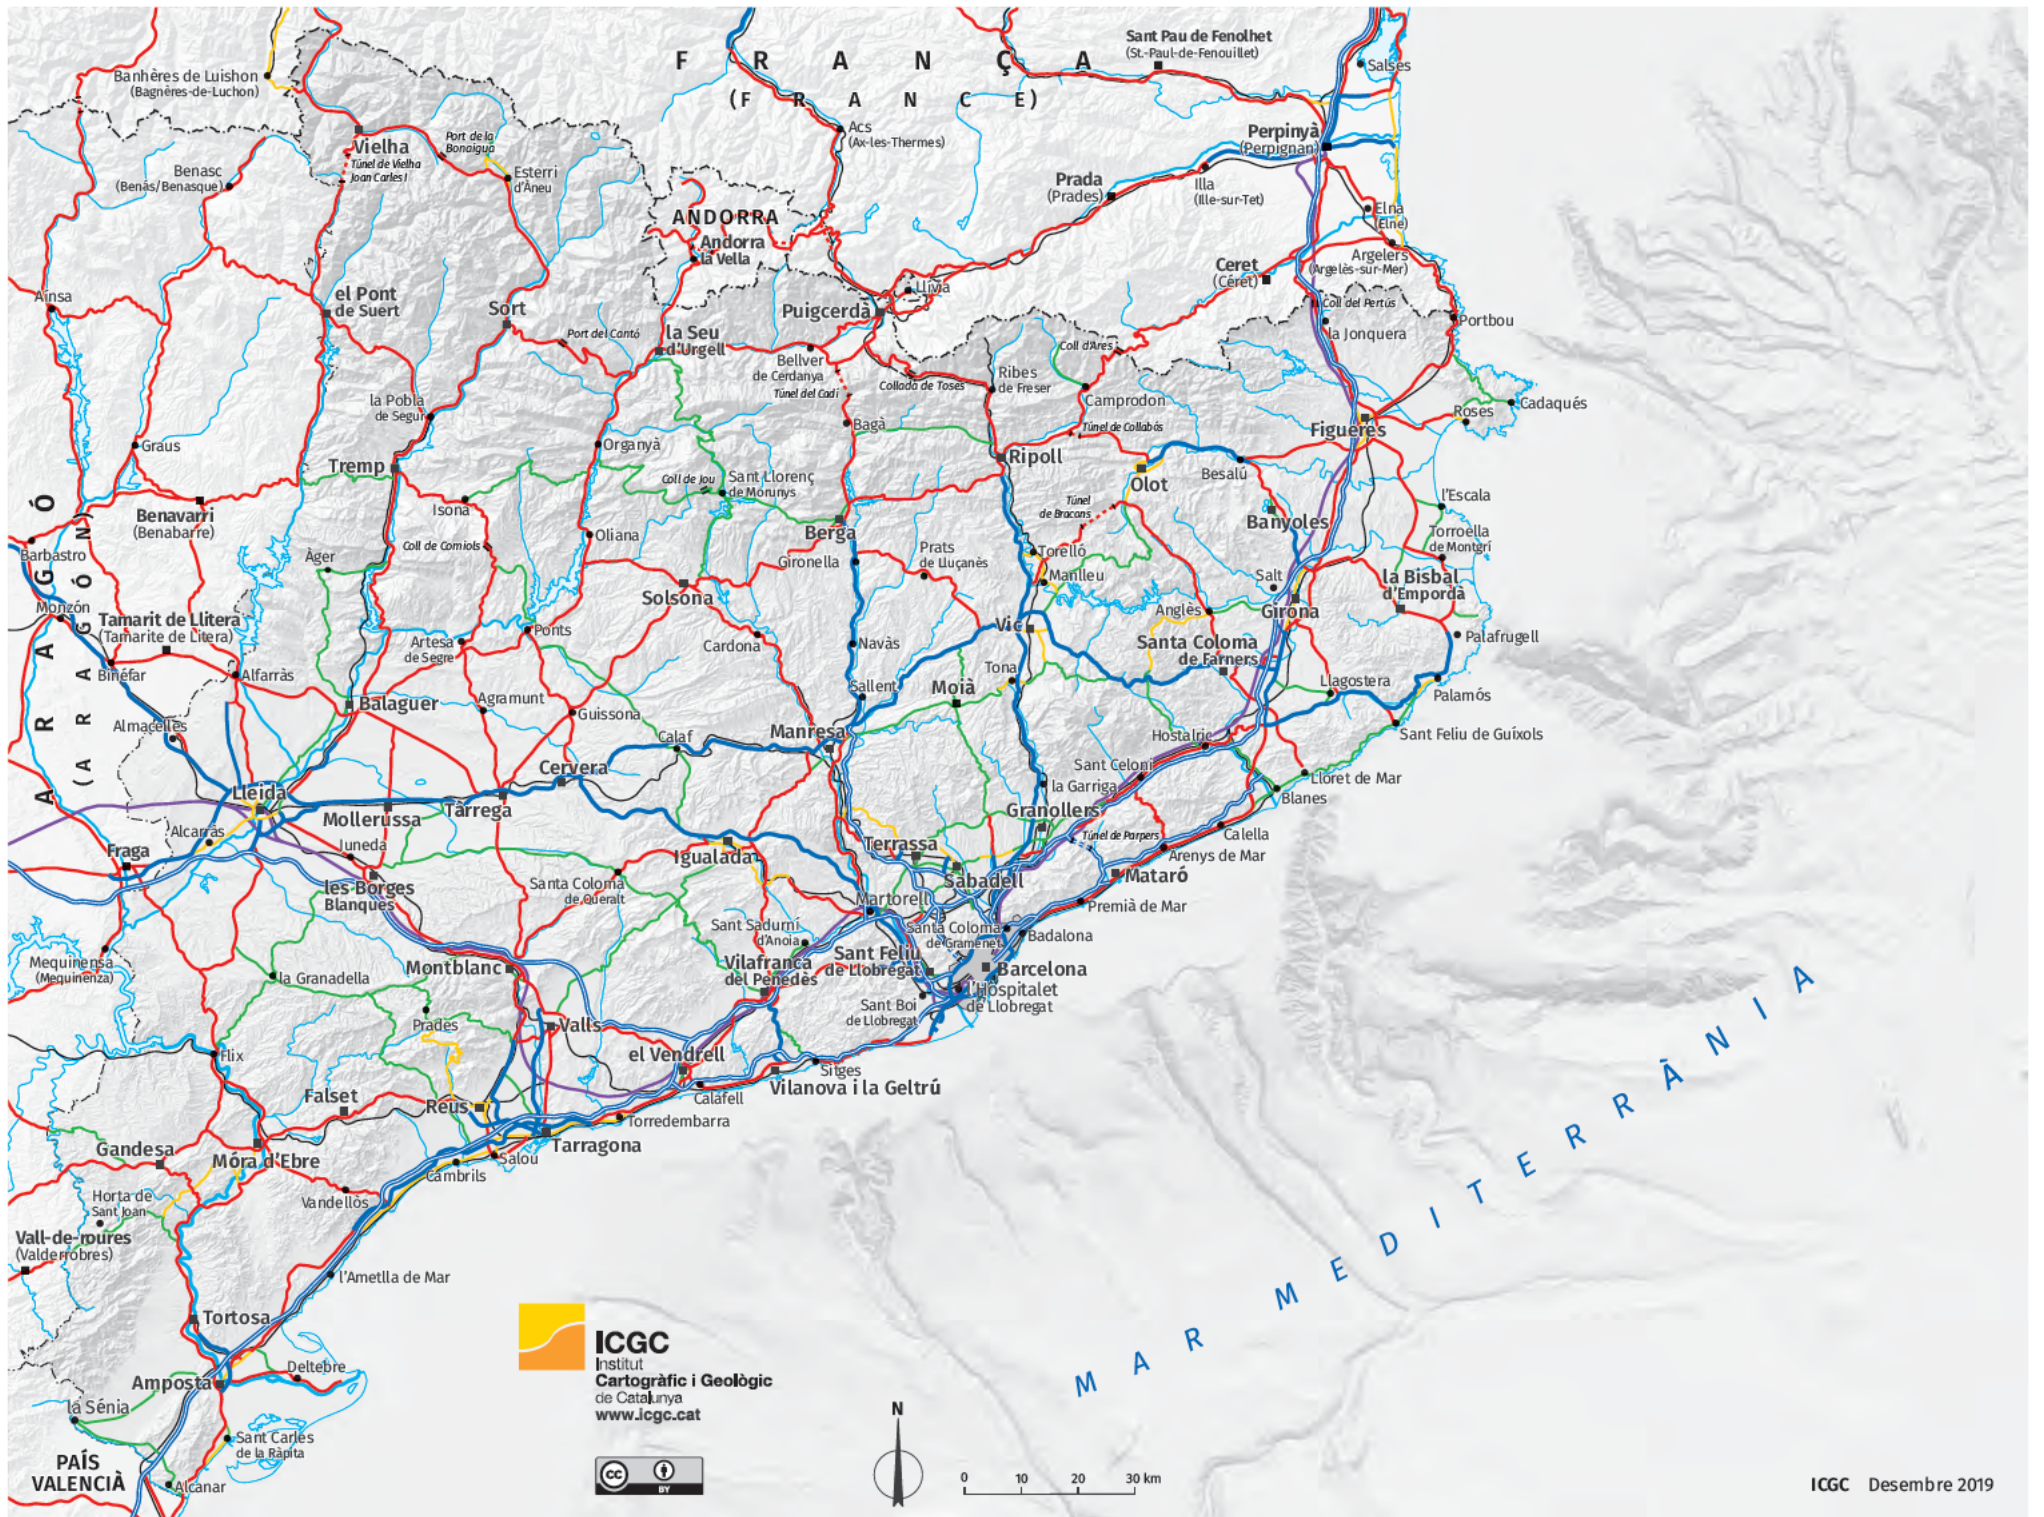 F R A N Ç A
(F R A N C E)
Sant Pau de Fenolhet
(St.-Paul-de-Fenouillet)
Salses
Banhères de Luishon
(Bagnères-de-Luchon)
Vielha
Túnel de Vielha
Joan Carles I
Port de la
Bonaigua
Acs
(Ax-les-Thermes)
Perpinyà
(Perpignan)
Benasc
(Benás/Benasque)
Esterri
d'Àneu
Prada
(Prades)
Illa
(Ille-sur-Tet)
ANDORRA
Andorra
la Vella
Elna
(Elne)
Argelers
(Argelès-sur-Mer)
Ceret
(Céret)
Llívia
Aínsa
el Pont
de Suert
Sort
Puigcerdà
Coll del Pertús
la Jonquera
Portbou
Port del Cantó
la Seu
d'Urgell
Bellver
de Cerdanya
Túnel del Cadí
Collada de Toses
Coll d'Ares
Ribes
de Freser
Camprodon
la Pobla
de Segur
Bagà
Túnel de Collabós
Figueres
Roses
Cadaqués
Graus
Organyà
Tremp
Ripoll
Besalú
Coll de Jou
Sant Llorenç
de Morunys
Olot
l'Escala
Isona
Benavarri
(Benabarre)
Túnel
de Bracons
Banyoles
Berga
Oliana
Barbastro
Àger
Coll de Comiols
Gironella
Prats
de Lluçanès
Torelló
Torroella
de Montgrí
Manlleu
Salt
la Bisbal
d'Empordà
Solsona
Monzón
Tamarit de Llitera
(Tamarite de Litera)
Anglès
Girona
Artesa
de Segre
Ponts
Cardona
Navàs
Vic
Palafrugell
Santa Coloma
de Farners
Binéfar
Alfarràs
Tona
Llagostera
Sallent
Moià
Palamós
Balaguer
Agramunt
Guissona
Almacelles
Calaf
Manresa
Hostalric
Sant Feliu de Guíxols
A R A G Ó
(A R A G Ó N)
Cervera
Sant Celoni
Lloret de Mar
la Garriga
Lleida
Blanes
Mollerussa
Tàrrega
Granollers
Alcarràs
Túnel de Parpers
Calella
Juneda
Terrassa
Fraga
Igualada
Arenys de Mar
Sabadell
Mataró
les Borges
Blanques
Santa Coloma
de Queralt
Martorell
Premià de Mar
Sant Sadurní
d'Anoia
Santa Coloma
de Gramenet
Badalona
Mequinensa
(Mequinenza)
la Granadella
Montblanc
Vilafranca
del Penedès
Sant Feliu
de Llobregat
Barcelona
l'Hospitalet
de Llobregat
Sant Boi
de Llobregat
Prades
Valls
Flix
el Vendrell
Sitges
Vilanova i la Geltrú
Calafell
Falset
Reus
Torredembarra
Tarragona
Gandesa
Móra d'Ebre
Salou
Cambrils
Horta de
Sant Joan
Vandellòs
Vall-de-roures
(Valderrobres)
l'Ametlla de Mar
Tortosa
Deltebre
Amposta
la Sénia
Sant Carles
de la Ràpita
PAÍS
VALENCIÀ
Alcanar
MAR MEDITERRÀNIA
ICGC
Institut
Cartogràfic i Geològic
de Catalunya
www.icgc.cat
cc
BY
N
0 10 20 30 km
ICGC Desembre 2019